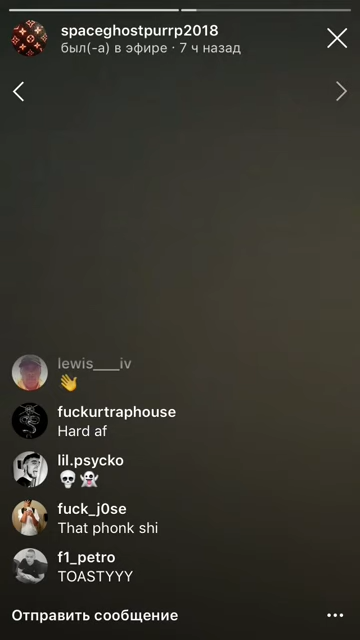 spaceghostpurrp2018
был(-а) в эфире · 7 ч назад
lewis____iv
👋
fuckurtraphouse
Hard af
lil.psycko
💀👻
fuck_j0se
That phonk shi
f1_petro
TOASTYYY
Отправить сообщение